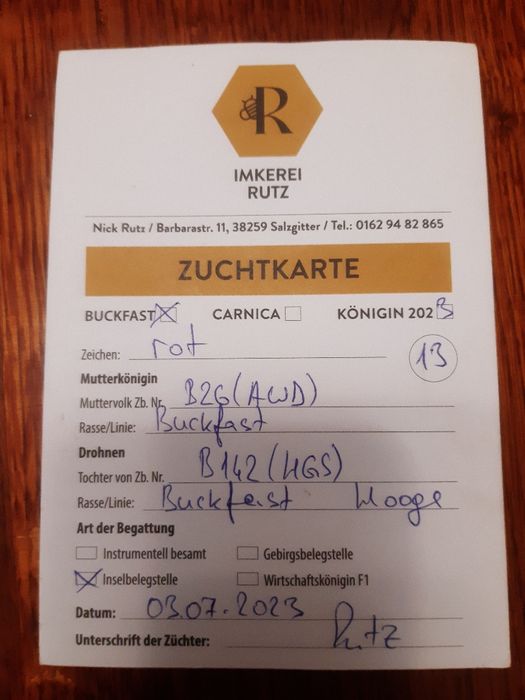 R
IMKEREI
RUTZ
Nick Rutz / Barbarastr. 11, 38259 Salzgitter / Tel.: 0162 94 82 865
ZUCHTKARTE
BUCKFAST CARNICA KÖNIGIN 2023
Zeichen: rot 13
Mutterkönigin
Muttervolk Zb. Nr. B26(AWD)
Rasse/Linie: Buckfast
Drohnen
Tochter von Zb. Nr. B142(HGS)
Rasse/Linie: Buckfast Hooge
Art der Begattung
Instrumentell besamt Gebirgsbelegstelle
Inselbelegstelle Wirtschaftskönigin F1
Datum: 03.07.2023
Unterschrift der Züchter: Rutz